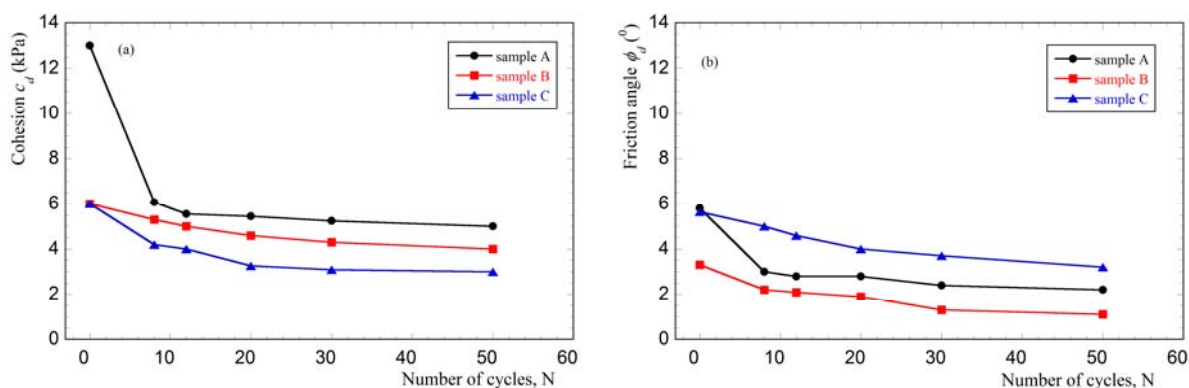 14
12
10
8
6
4
2
0
Cohesion c_d (kPa)
(a)
sample A
sample B
sample C
0 10 20 30 40 50 60
Number of cycles, N
14
12
10
8
6
4
2
0
Friction angle ϕ_d (⁰)
(b)
sample A
sample B
sample C
0 10 20 30 40 50 60
Number of cycles, N